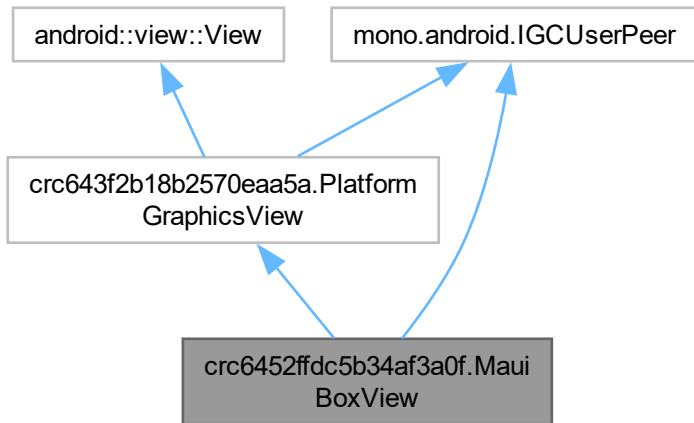 android::view::View
mono.android.IGCUserPeer
crc643f2b18b2570eaa5a.Platform
GraphicsView
crc6452ffdc5b34af3a0f.Maui
BoxView